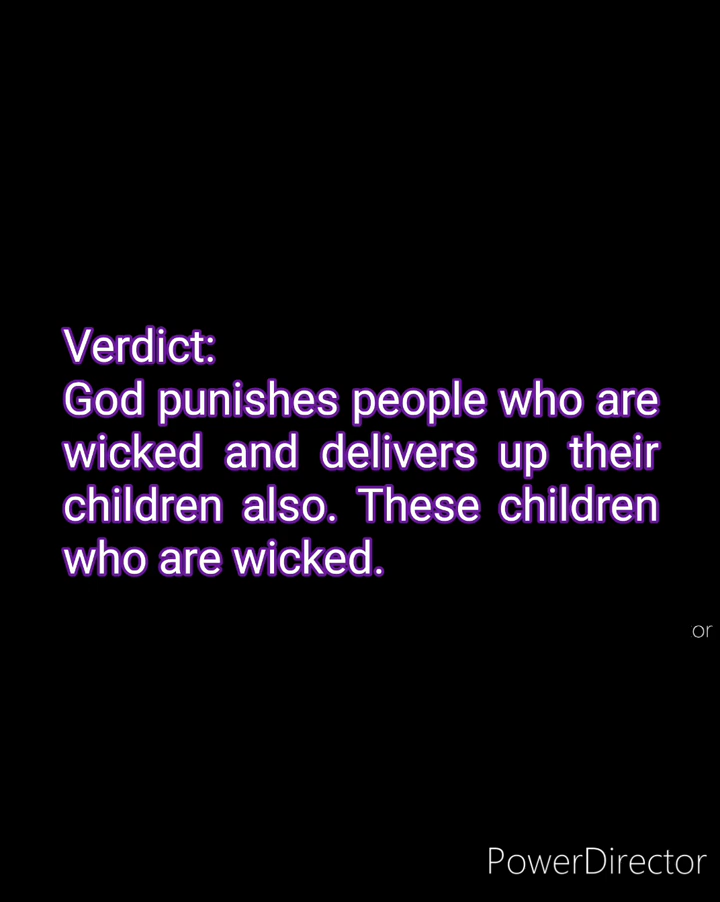 Verdict:
God punishes people who are
wicked and delivers up their
children also. These children
who are wicked.
or
PowerDirector